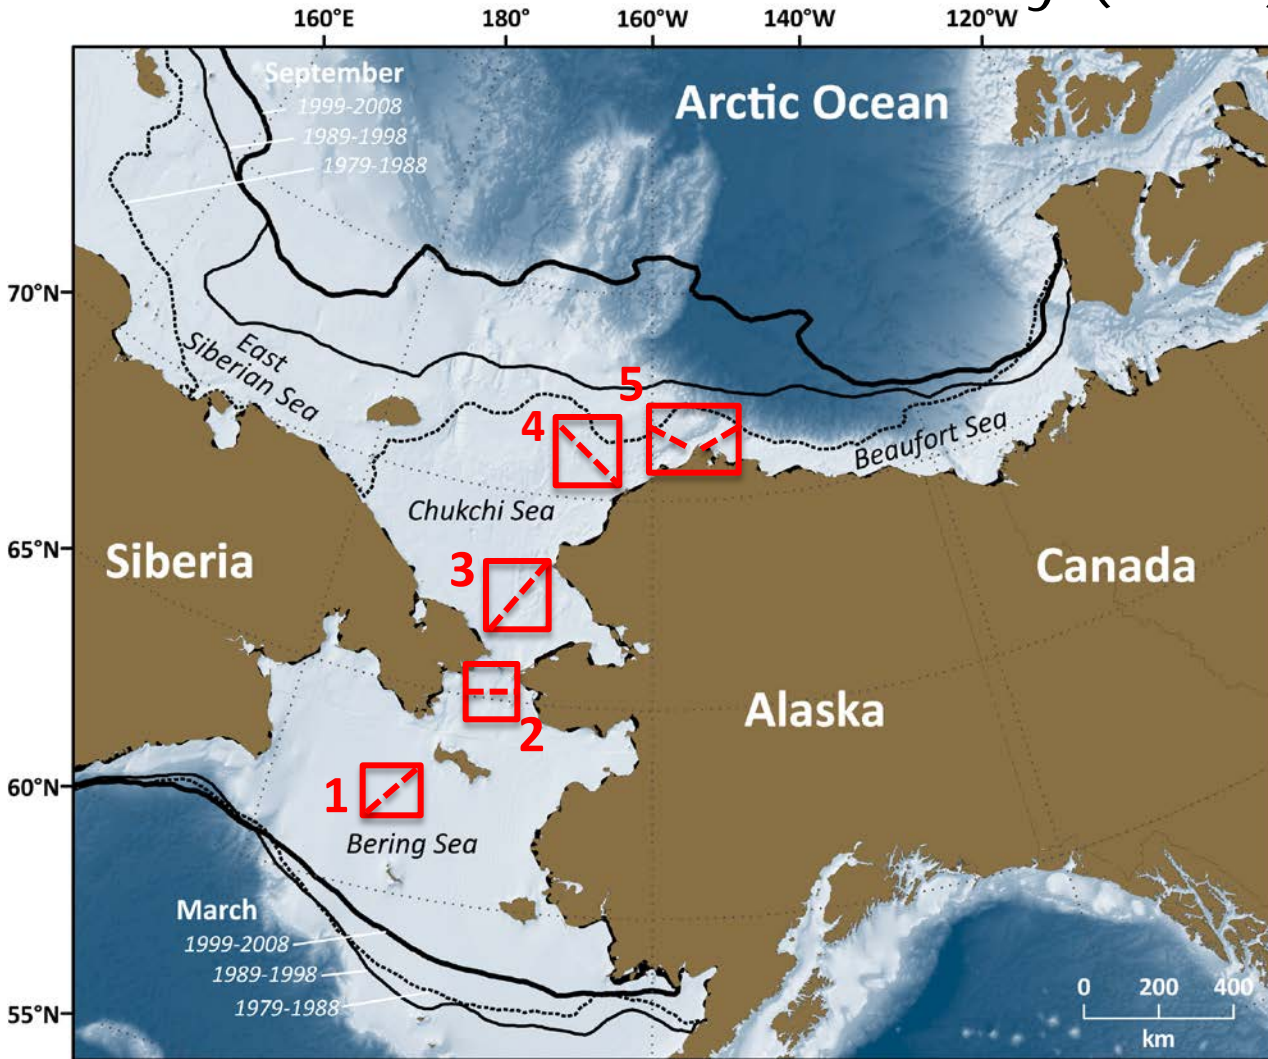 160°E 180° 160°W 140°W 120°W
September
1999-2008
1989-1998
1979-1988
Arctic Ocean
70°N
East
Siberian Sea
5
4
Beaufort Sea
Chukchi Sea
65°N
Siberia
3
Canada
2
Alaska
60°N
1
Bering Sea
March
1999-2008
1989-1998
1979-1988
0 200 400
km
55°N